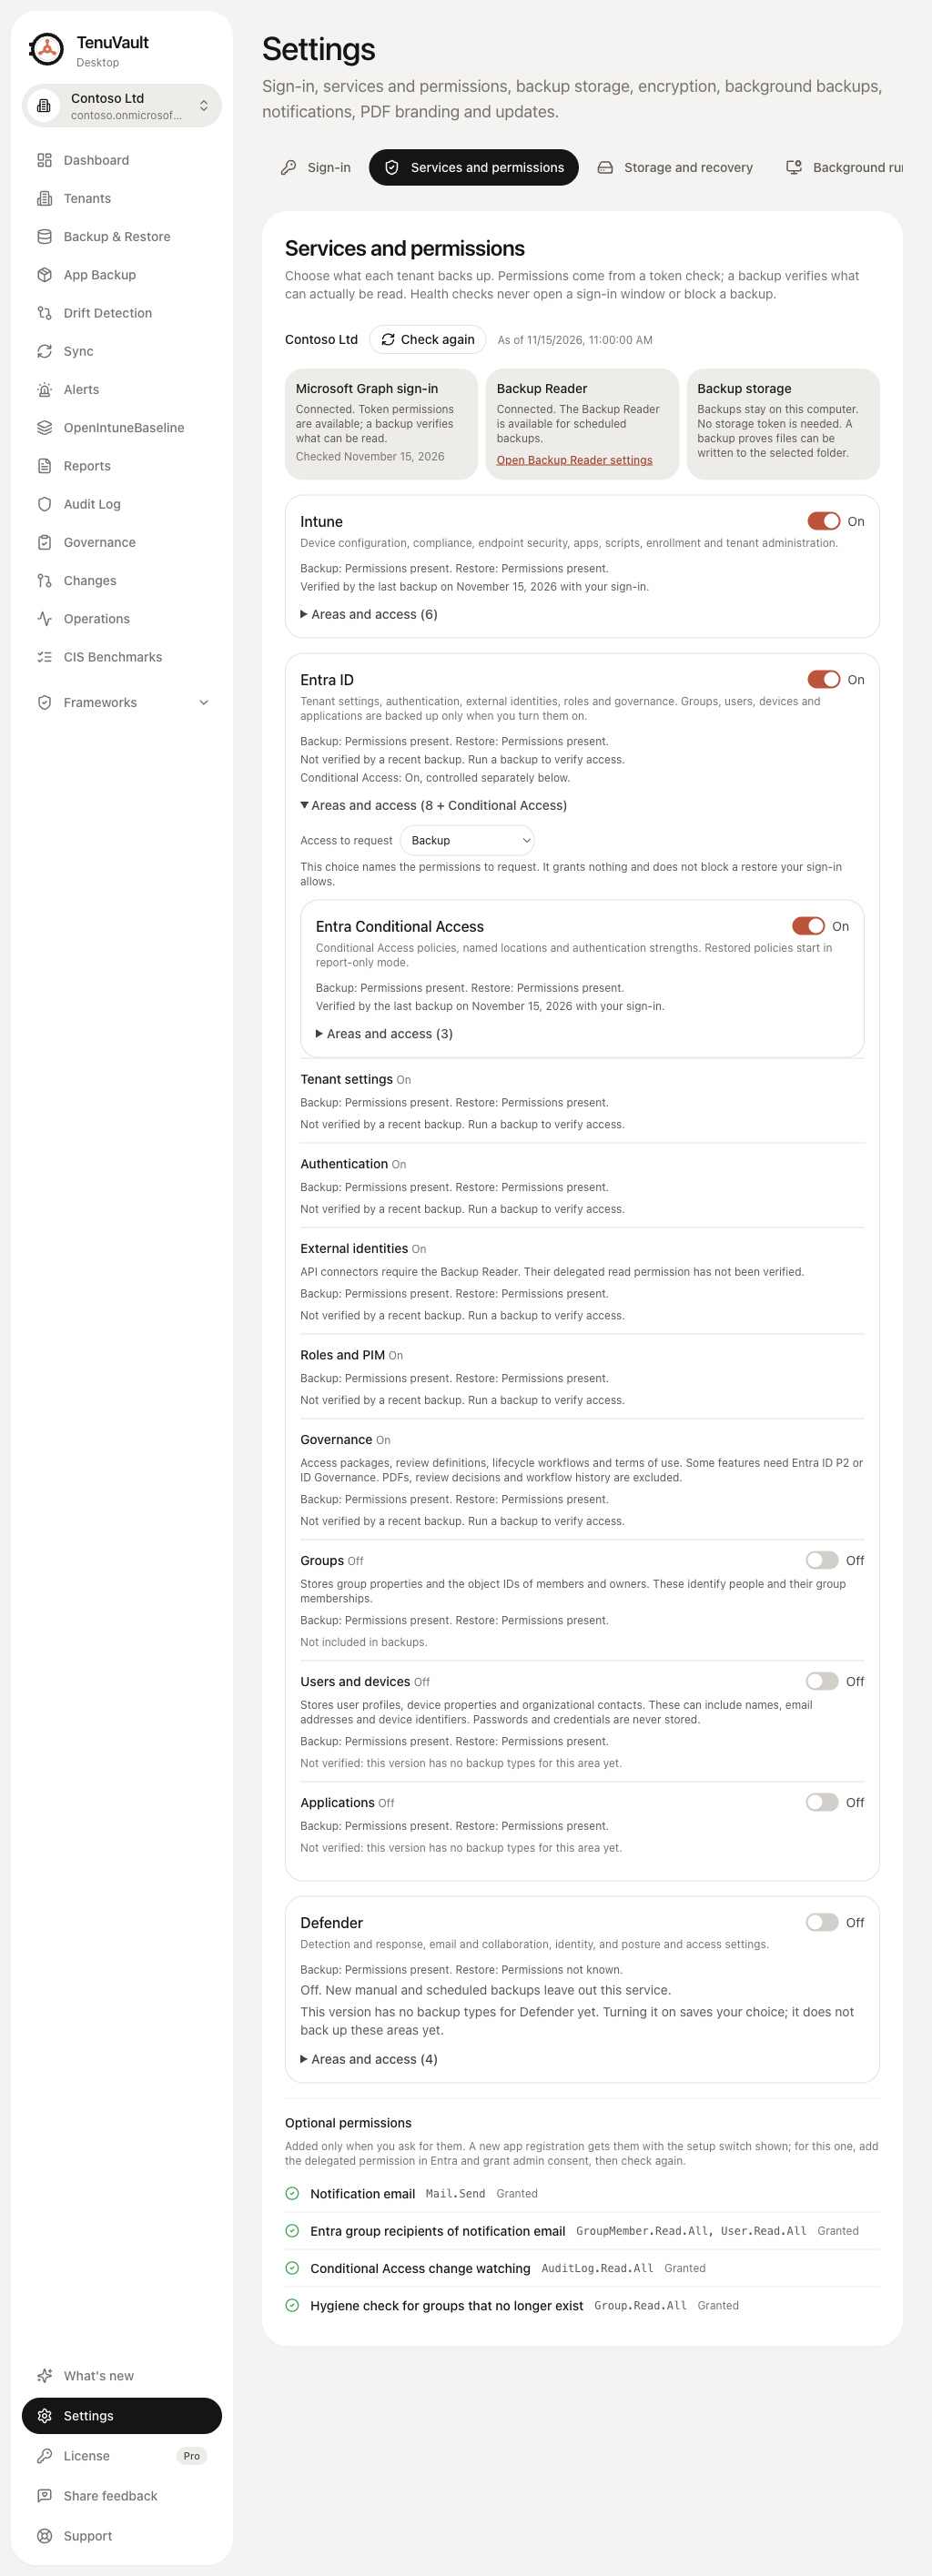 TenuVault
Desktop
Contoso Ltd
contoso.onmicrosof...
Dashboard
Tenants
Backup & Restore
App Backup
Drift Detection
Sync
Alerts
OpenIntuneBaseline
Reports
Audit Log
Governance
Changes
Operations
CIS Benchmarks
Frameworks
What's new
Settings
License Pro
Share feedback
Support
Settings
Sign-in, services and permissions, backup storage, encryption, background backups,
notifications, PDF branding and updates.
Sign-in Services and permissions Storage and recovery Background ru
Services and permissions
Choose what each tenant backs up. Permissions come from a token check; a backup verifies what
can actually be read. Health checks never open a sign-in window or block a backup.
Contoso Ltd Check again As of 11/15/2026, 11:00:00 AM
Microsoft Graph sign-in
Connected. Token permissions
are available; a backup verifies
what can be read.
Checked November 15, 2026
Backup Reader
Connected. The Backup Reader
is available for scheduled
backups.
Open Backup Reader settings
Backup storage
Backups stay on this computer.
No storage token is needed. A
backup proves files can be
written to the selected folder.
Intune On
Device configuration, compliance, endpoint security, apps, scripts, enrollment and tenant administration.
Backup: Permissions present. Restore: Permissions present.
Verified by the last backup on November 15, 2026 with your sign-in.
Areas and access (6)
Entra ID On
Tenant settings, authentication, external identities, roles and governance. Groups, users, devices and
applications are backed up only when you turn them on.
Backup: Permissions present. Restore: Permissions present.
Not verified by a recent backup. Run a backup to verify access.
Conditional Access: On, controlled separately below.
Areas and access (8 + Conditional Access)
Access to request Backup
This choice names the permissions to request. It grants nothing and does not block a restore your sign-in
allows.
Entra Conditional Access On
Conditional Access policies, named locations and authentication strengths. Restored policies start in
report-only mode.
Backup: Permissions present. Restore: Permissions present.
Verified by the last backup on November 15, 2026 with your sign-in.
Areas and access (3)
Tenant settings On
Backup: Permissions present. Restore: Permissions present.
Not verified by a recent backup. Run a backup to verify access.
Authentication On
Backup: Permissions present. Restore: Permissions present.
Not verified by a recent backup. Run a backup to verify access.
External identities On
API connectors require the Backup Reader. Their delegated read permission has not been verified.
Backup: Permissions present. Restore: Permissions present.
Not verified by a recent backup. Run a backup to verify access.
Roles and PIM On
Backup: Permissions present. Restore: Permissions present.
Not verified by a recent backup. Run a backup to verify access.
Governance On
Access packages, review definitions, lifecycle workflows and terms of use. Some features need Entra ID P2 or
ID Governance. PDFs, review decisions and workflow history are excluded.
Backup: Permissions present. Restore: Permissions present.
Not verified by a recent backup. Run a backup to verify access.
Groups Off Off
Stores group properties and the object IDs of members and owners. These identify people and their group
memberships.
Backup: Permissions present. Restore: Permissions present.
Not included in backups.
Users and devices Off Off
Stores user profiles, device properties and organizational contacts. These can include names, email
addresses and device identifiers. Passwords and credentials are never stored.
Backup: Permissions present. Restore: Permissions present.
Not verified: this version has no backup types for this area yet.
Applications Off Off
Backup: Permissions present. Restore: Permissions present.
Not verified: this version has no backup types for this area yet.
Defender Off
Detection and response, email and collaboration, identity, and posture and access settings.
Backup: Permissions present. Restore: Permissions not known.
Off. New manual and scheduled backups leave out this service.
This version has no backup types for Defender yet. Turning it on saves your choice; it does not
back up these areas yet.
Areas and access (4)
Optional permissions
Added only when you ask for them. A new app registration gets them with the setup switch shown; for this one, add
the delegated permission in Entra and grant admin consent, then check again.
Notification email Mail.Send Granted
Entra group recipients of notification email GroupMember.Read.All, User.Read.All Granted
Conditional Access change watching AuditLog.Read.All Granted
Hygiene check for groups that no longer exist Group.Read.All Granted